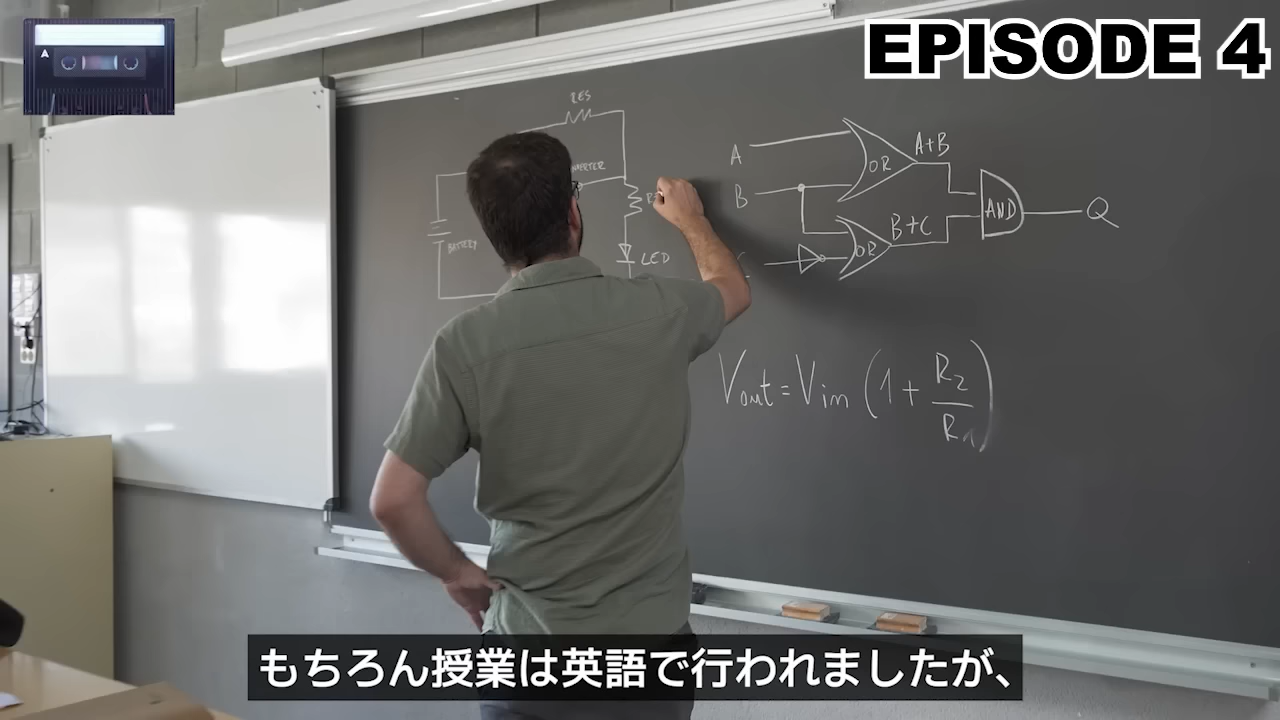 EPISODE 4
A
RES
A
A+B
OR
B
B+C
AND
Q
OR
BATTERY
LED
Vout = Vin (1 + R2/R1)
もちろん授業は英語で行われましたが、